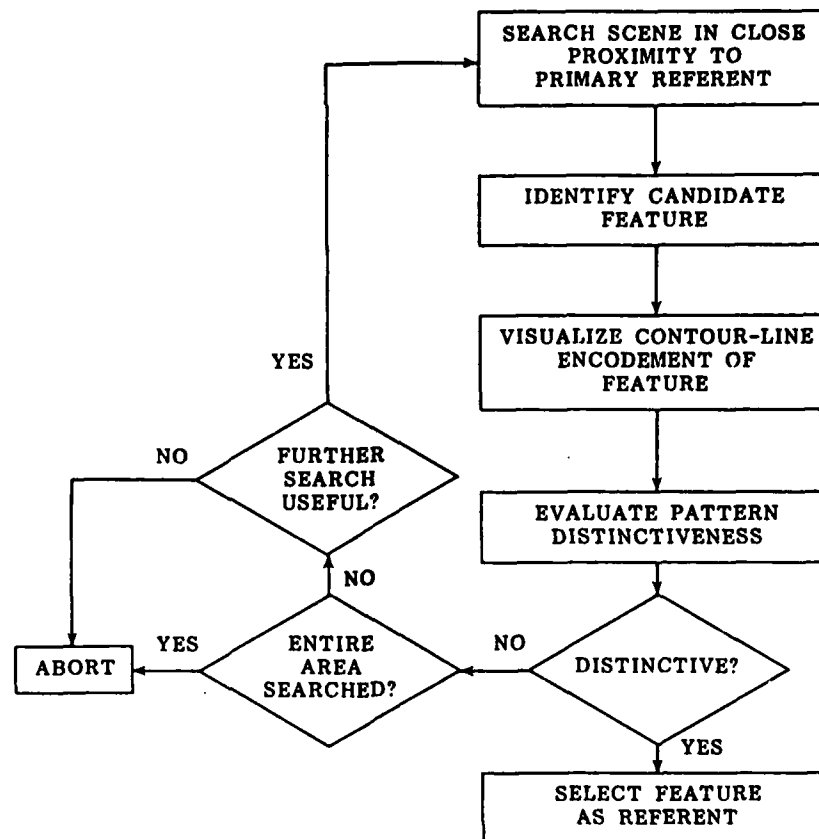 SEARCH SCENE IN CLOSE
PROXIMITY TO
PRIMARY REFERENT
IDENTIFY CANDIDATE
FEATURE
VISUALIZE CONTOUR-LINE
ENCODEMENT OF
FEATURE
YES
NO
FURTHER
SEARCH
USEFUL?
EVALUATE PATTERN
DISTINCTIVENESS
NO
YES
ENTIRE
AREA
SEARCHED?
NO
DISTINCTIVE?
ABORT
YES
SELECT FEATURE
AS REFERENT